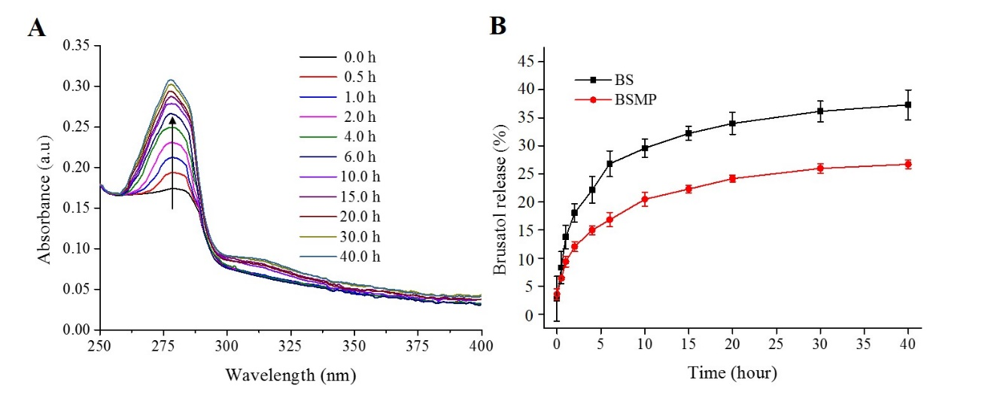 A
0.35
0.30
0.25
0.20
0.15
0.10
0.05
0.00
Absorbance (a.u)
250 275 300 325 350 375 400
Wavelength (nm)
0.0 h
0.5 h
1.0 h
2.0 h
4.0 h
6.0 h
10.0 h
15.0 h
20.0 h
30.0 h
40.0 h
B
45
40
35
30
25
20
15
10
5
0
Brusatol release (%)
BS
BSMP
0 5 10 15 20 25 30 35 40
Time (hour)